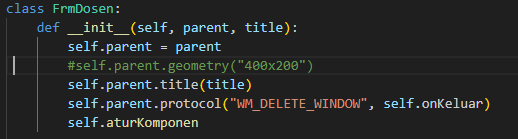 class FrmDosen:
    def __init__(self, parent, title):
        self.parent = parent
        #self.parent.geometry("400x200")
        self.parent.title(title)
        self.parent.protocol("WM_DELETE_WINDOW", self.onKeluar)
        self.aturKomponen